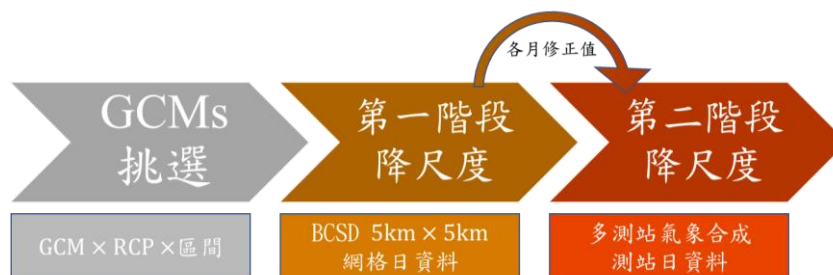 各月修正值
GCMs
挑選
第一階段
降尺度
第二階段
降尺度
GCM × RCP × 區間
BCSD 5km × 5km
網格日資料
多測站氣象合成
測站日資料